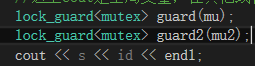 lock_guard<mutex> guard(mu);
lock_guard<mutex> guard2(mu2);
cout << s << id << endl;